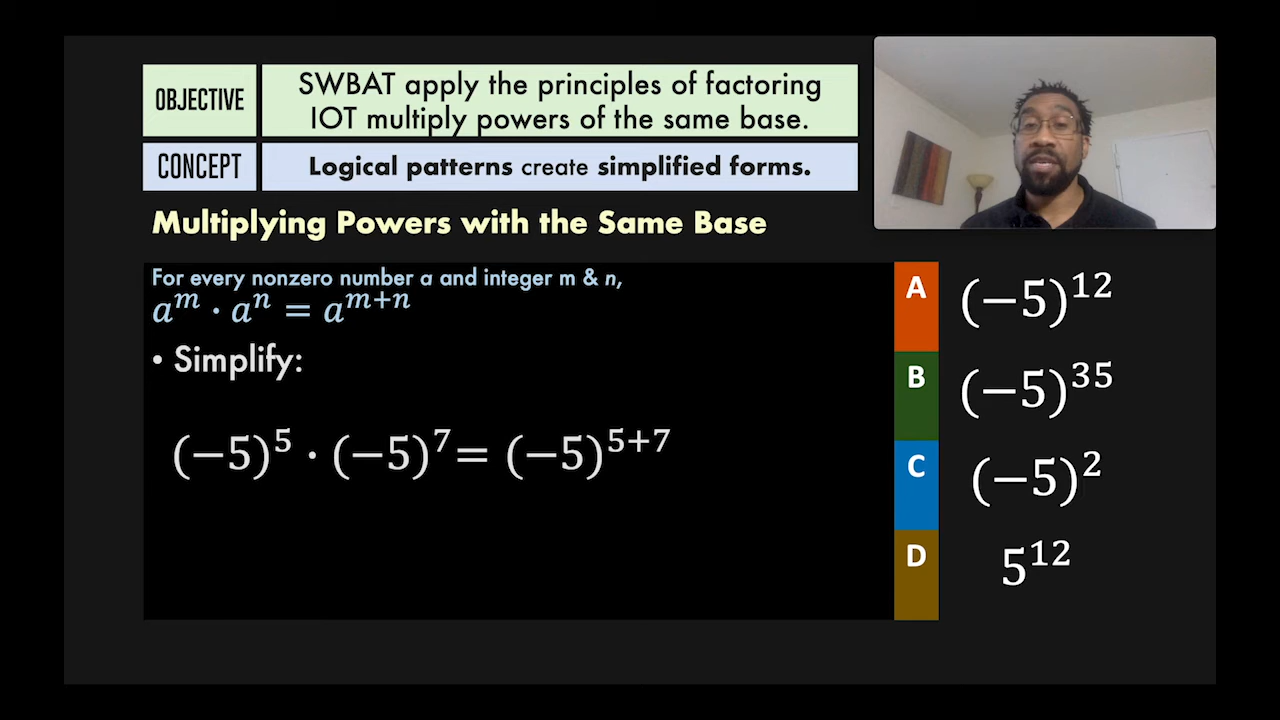 OBJECTIVE
SWBAT apply the principles of factoring
IOT multiply powers of the same base.
CONCEPT
Logical patterns create simplified forms.
Multiplying Powers with the Same Base
For every nonzero number a and integer m & n,
a^m · a^n = a^{m+n}
• Simplify:
(−5)^5 · (−5)^7 = (−5)^{5+7}
A (−5)^{12}
B (−5)^{35}
C (−5)^2
D 5^{12}